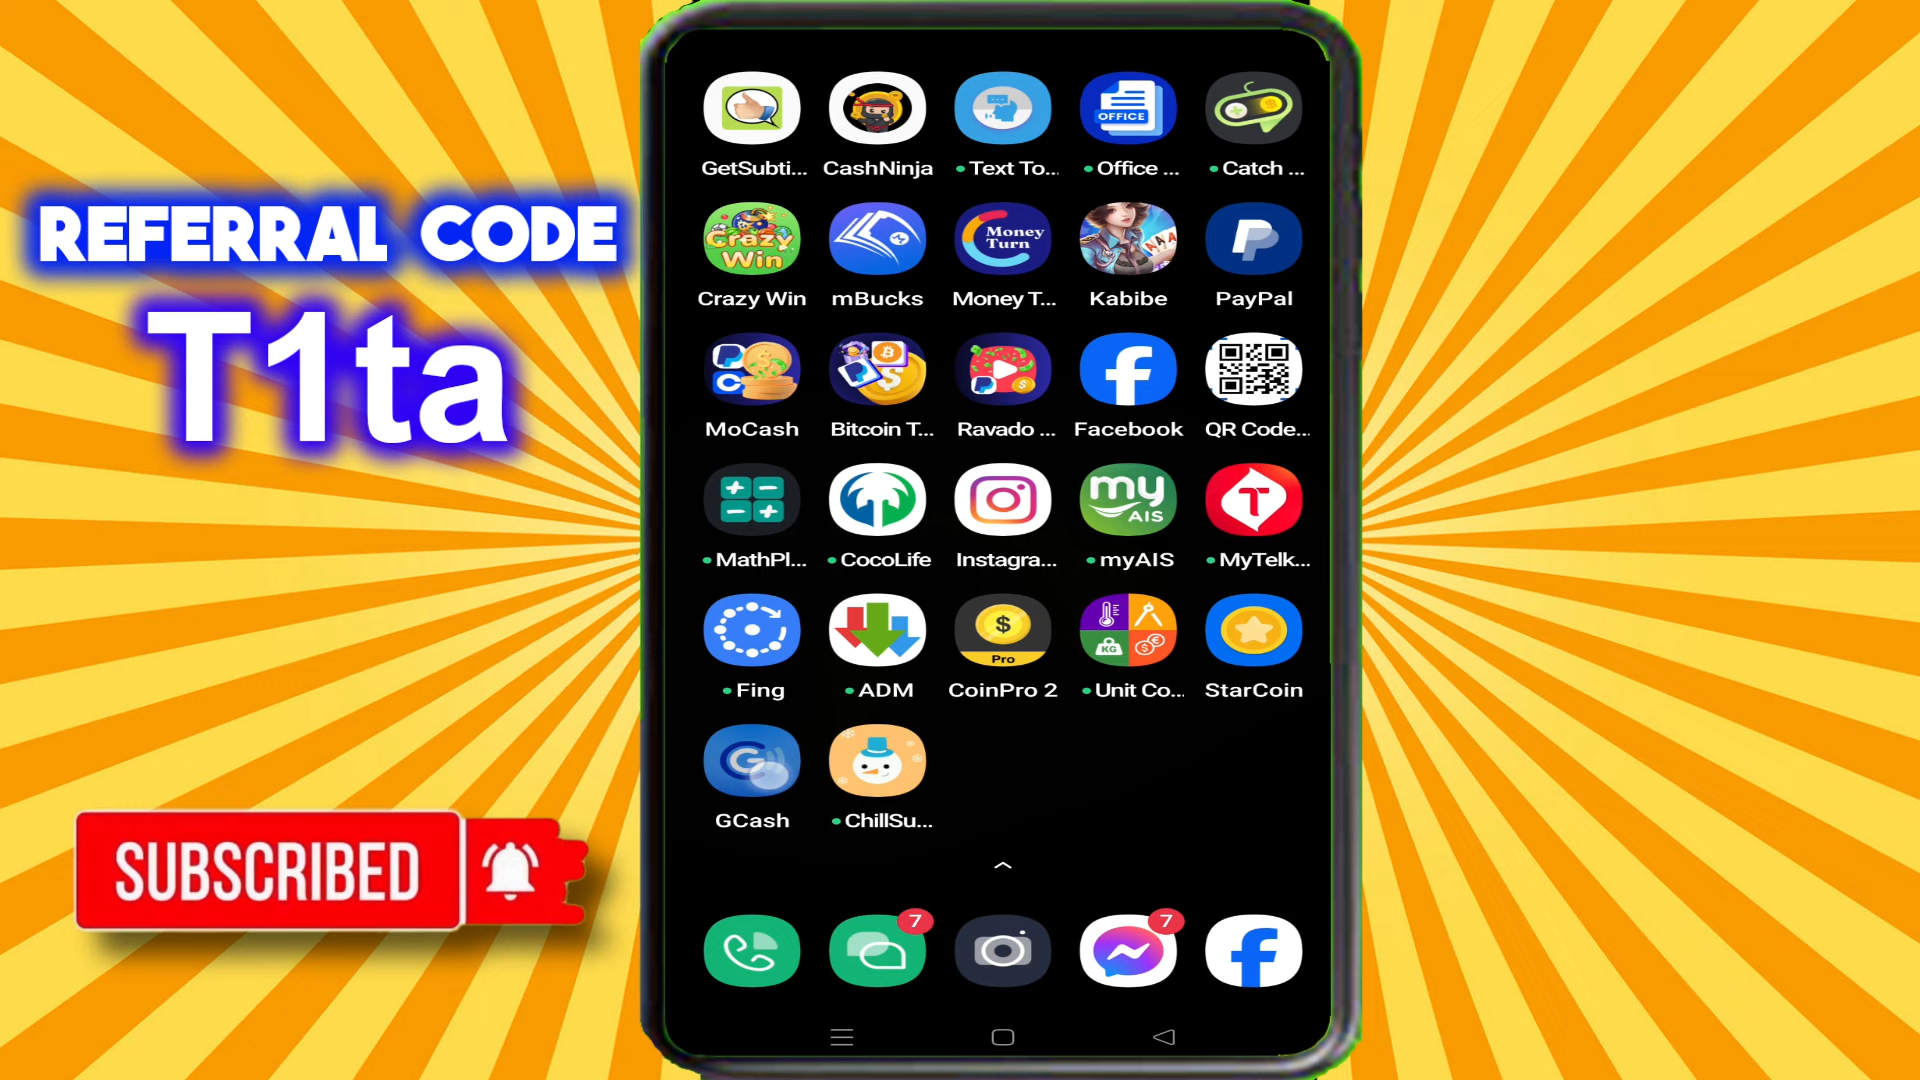 REFERRAL CODE
T1ta
SUBSCRIBED
OFFICE
GetSubti... CashNinja Text To... Office ... Catch ...
Crazy Win
Money Turn
Crazy Win mBucks Money T... Kabibe PayPal
MoCash Bitcoin T... Ravado ... Facebook QR Code...
my AIS
MathPl... CocoLife Instagra... myAIS MyTelk...
KG
Pro
Fing ADM CoinPro 2 Unit Co... StarCoin
GCash ChillSu...
7 7